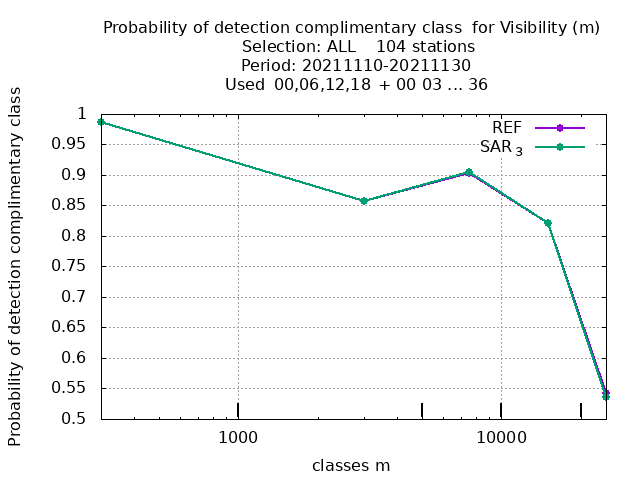 Probability of detection complimentary class  for Visibility (m)
Selection: ALL    104 stations
Period: 20211110-20211130
Used  00,06,12,18 + 00 03 ... 36
Probability of detection complimentary class
1
0.95
0.9
0.85
0.8
0.75
0.7
0.65
0.6
0.55
0.5
REF
SAR 3
1000
10000
classes m